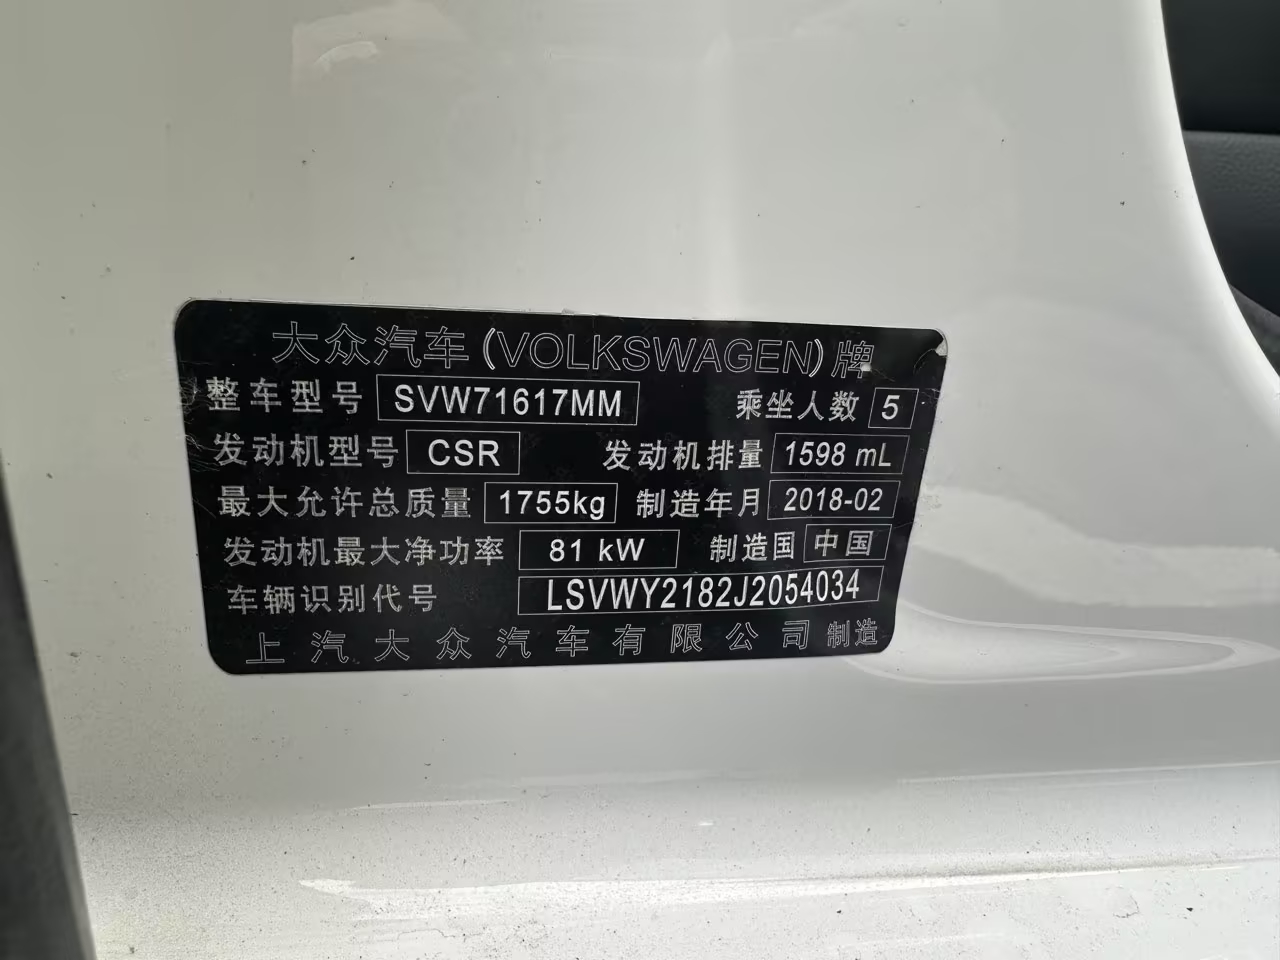 大众汽车(VOLKSWAGEN)牌
整车型号 SVW71617MM 乘坐人数 5
发动机型号 CSR 发动机排量 1598 mL
最大允许总质量 1755kg 制造年月 2018-02
发动机最大净功率 81 kW 制造国 中国
车辆识别代号 LSVWY2182J2054034
上汽大众汽车有限公司 制造